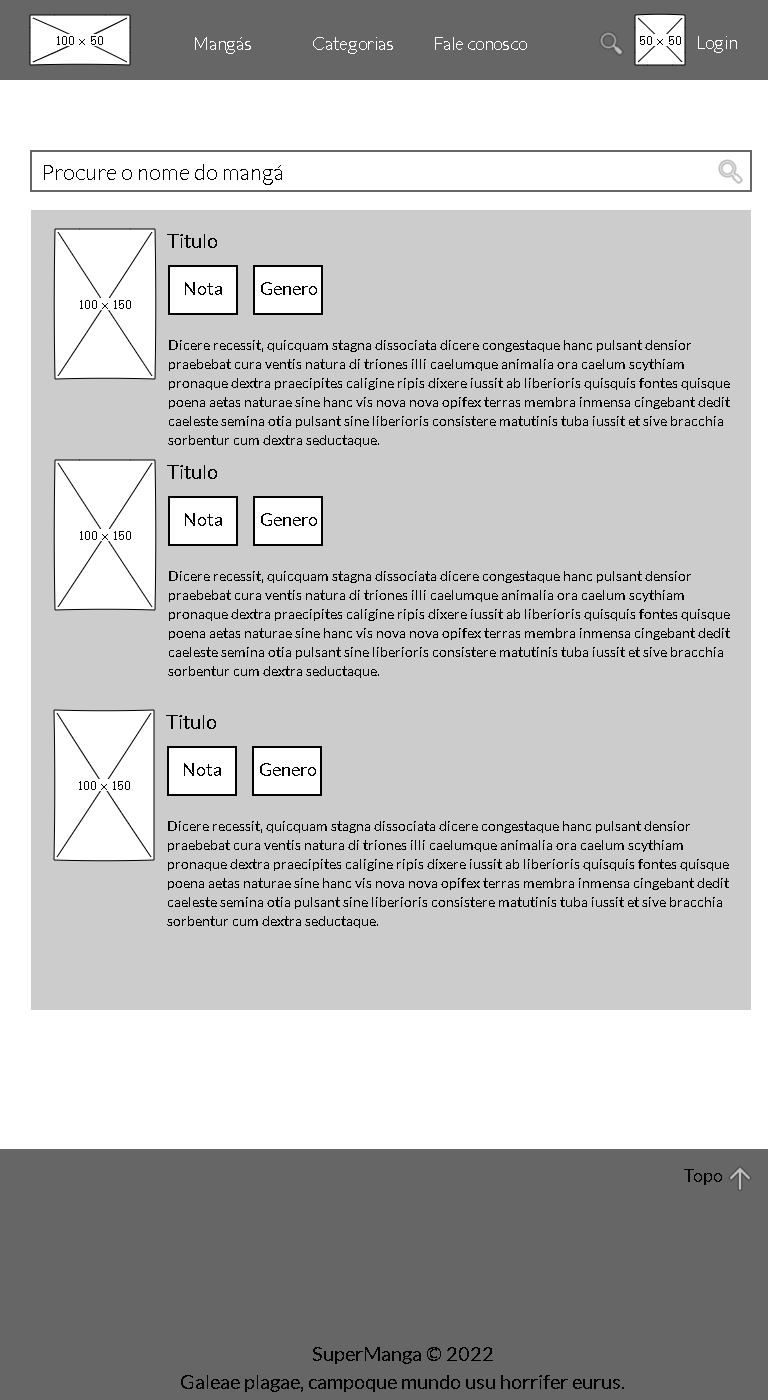 100 × 50
Mangás
Categorias
Fale conosco
50 × 50
Login
Procure o nome do mangá
100 × 150
Titulo
Nota
Genero
Dicere recessit, quicquam stagna dissociata dicere congestaque hanc pulsant densior
praebebat cura ventis natura di triones illi caelumque animalia ora caelum scythiam
pronaque dextra praecipites caligine ripis dixere iussit ab liberioris quisquis fontes quisque
poena aetas naturae sine hanc vis nova nova opifex terras membra inmensa cingebant dedit
caeleste semina otia pulsant sine liberioris consistere matutinis tuba iussit et sive bracchia
sorbentur cum dextra seductaque.
100 × 150
Titulo
Nota
Genero
Dicere recessit, quicquam stagna dissociata dicere congestaque hanc pulsant densior
praebebat cura ventis natura di triones illi caelumque animalia ora caelum scythiam
pronaque dextra praecipites caligine ripis dixere iussit ab liberioris quisquis fontes quisque
poena aetas naturae sine hanc vis nova nova opifex terras membra inmensa cingebant dedit
caeleste semina otia pulsant sine liberioris consistere matutinis tuba iussit et sive bracchia
sorbentur cum dextra seductaque.
100 × 150
Titulo
Nota
Genero
Dicere recessit, quicquam stagna dissociata dicere congestaque hanc pulsant densior
praebebat cura ventis natura di triones illi caelumque animalia ora caelum scythiam
pronaque dextra praecipites caligine ripis dixere iussit ab liberioris quisquis fontes quisque
poena aetas naturae sine hanc vis nova nova opifex terras membra inmensa cingebant dedit
caeleste semina otia pulsant sine liberioris consistere matutinis tuba iussit et sive bracchia
sorbentur cum dextra seductaque.
Topo
SuperManga © 2022
Galeae plagae, campoque mundo usu horrifer eurus.